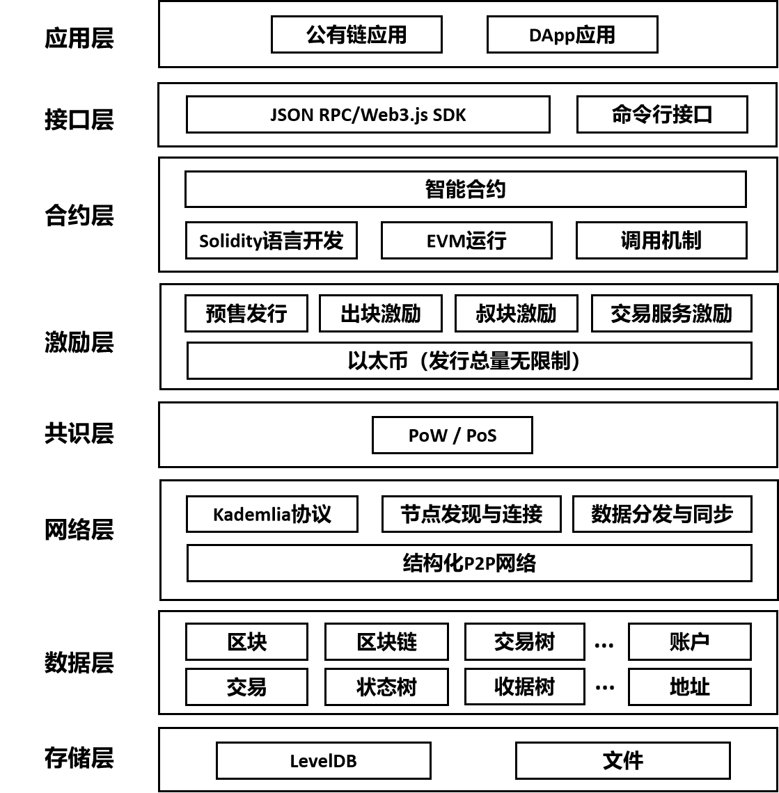 应用层
公有链应用 DApp应用
接口层
JSON RPC/Web3.js SDK 命令行接口
合约层
智能合约
Solidity语言开发 EVM运行 调用机制
激励层
预售发行 出块激励 叔块激励 交易服务激励
以太币（发行总量无限制）
共识层
PoW / PoS
网络层
Kademlia协议 节点发现与连接 数据分发与同步
结构化P2P网络
数据层
区块 区块链 交易树 ... 账户
交易 状态树 收据树 ... 地址
存储层
LevelDB 文件